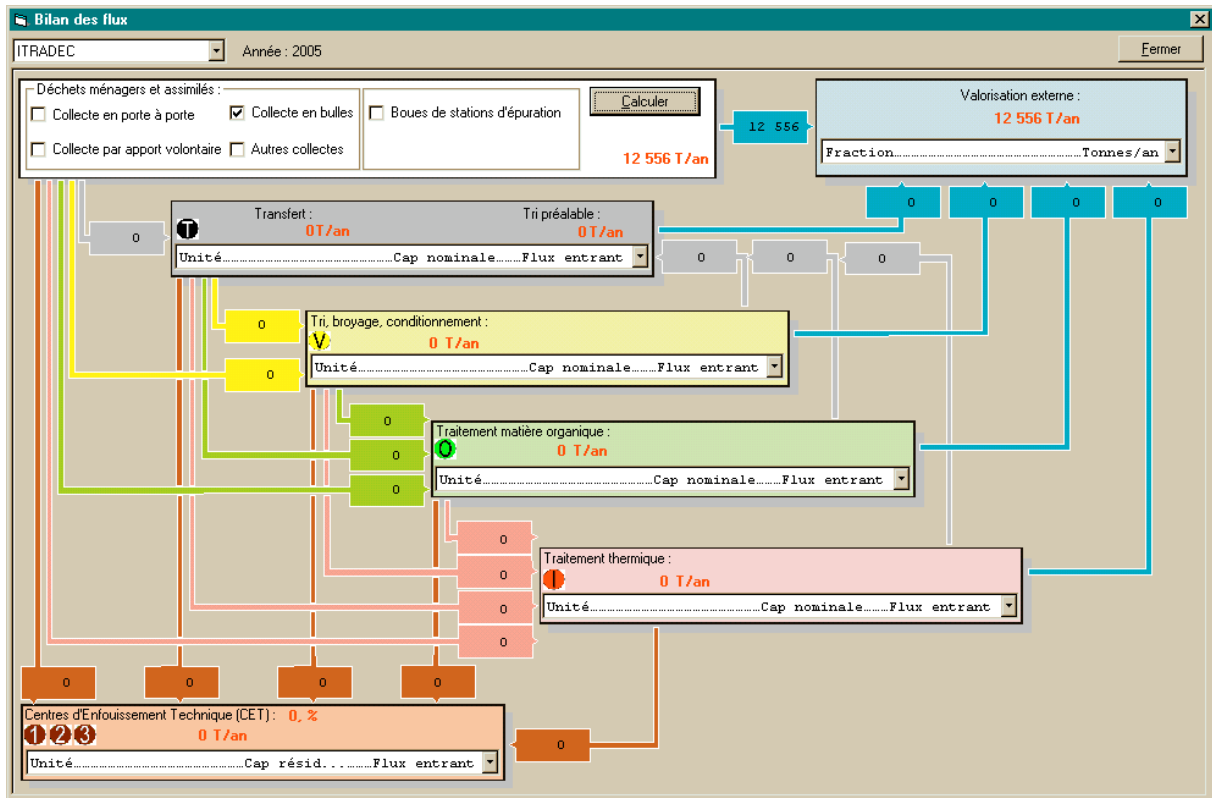 Bilan des flux
ITRADEC
Année : 2005
Fermer
Déchets ménagers et assimilés :
Collecte en porte à porte
Collecte en bulles
Boues de stations d'épuration
Calculer
Collecte par apport volontaire
Autres collectes
12 556 T/an
12 556
Valorisation externe :
12 556 T/an
Fraction……………………………………………………Tonnes/an
0
0
0
0
0
T
Transfert :
Tri préalable :
0T/an
0T/an
Unité………………………………………………Cap nominale………Flux entrant
0
0
0
0
Tri, broyage, conditionnement :
V
0 T/an
Unité………………………………………………Cap nominale………Flux entrant
0
0
Traitement matière organique :
O
0 T/an
Unité………………………………………………Cap nominale………Flux entrant
0
0
0
Traitement thermique :
I
0 T/an
Unité………………………………………………Cap nominale………Flux entrant
0
0
0
0
0
0
0
Centres d'Enfouissement Technique (CET) : 0, %
1 2 3
0 T/an
Unité………………………………………………Cap résid...………Flux entrant
0